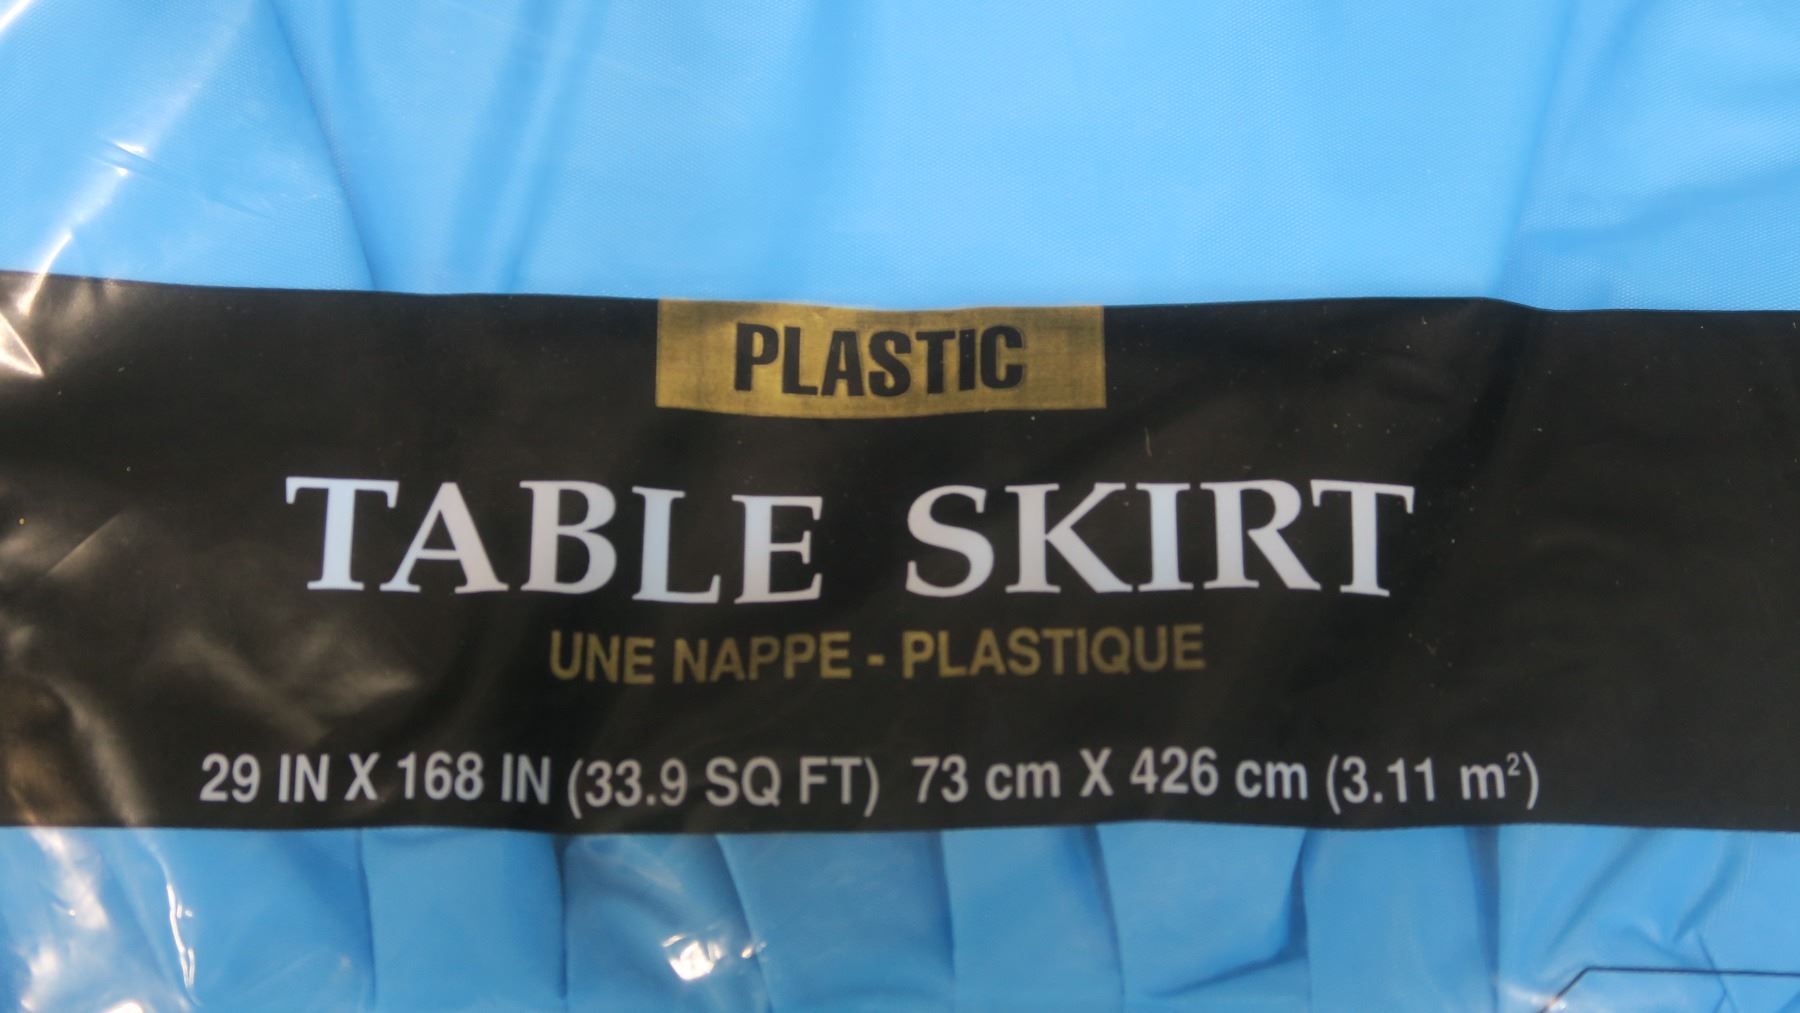 PLASTIC
TABLE SKIRT
UNE NAPPE - PLASTIQUE
29 IN X 168 IN (33.9 SQ FT) 73 cm X 426 cm (3.11 m²)